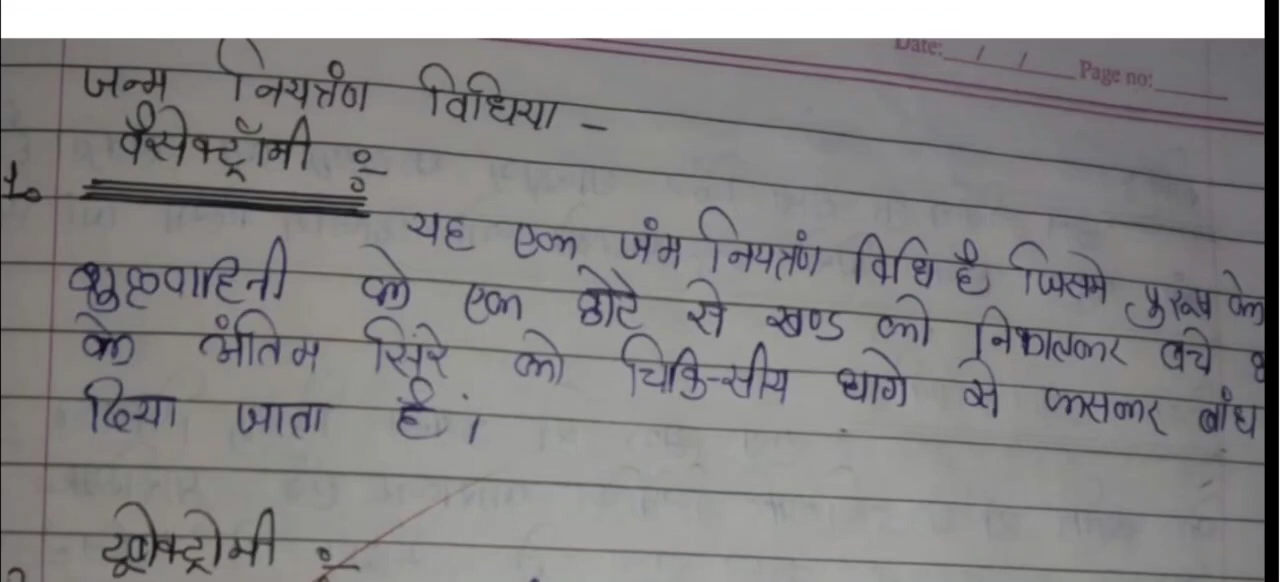 Date: / / Page no:
जन्म नियत्रंण विधिया –
1. वैसेक्ट्रॉमी :-
यह एक जंम नियत्रंण विधि है जिसमे पुरुष के
शुक्रवाहिनी के एक छोटे से खण्ड को निकालकर बचे
के अंतिम सिरे को चिकित्सीय धागे से कसकर बांध
दिया जाता है।
ट्यूबेक्ट्रोमी :-